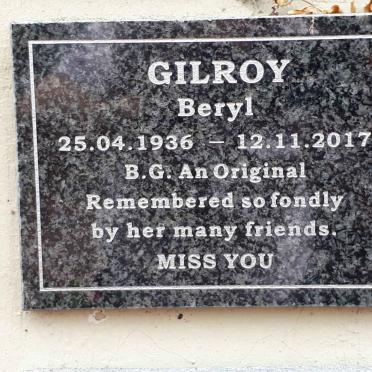 GILROY
Beryl
25.04.1936 – 12.11.2017
B.G. An Original
Remembered so fondly
by her many friends.
MISS YOU